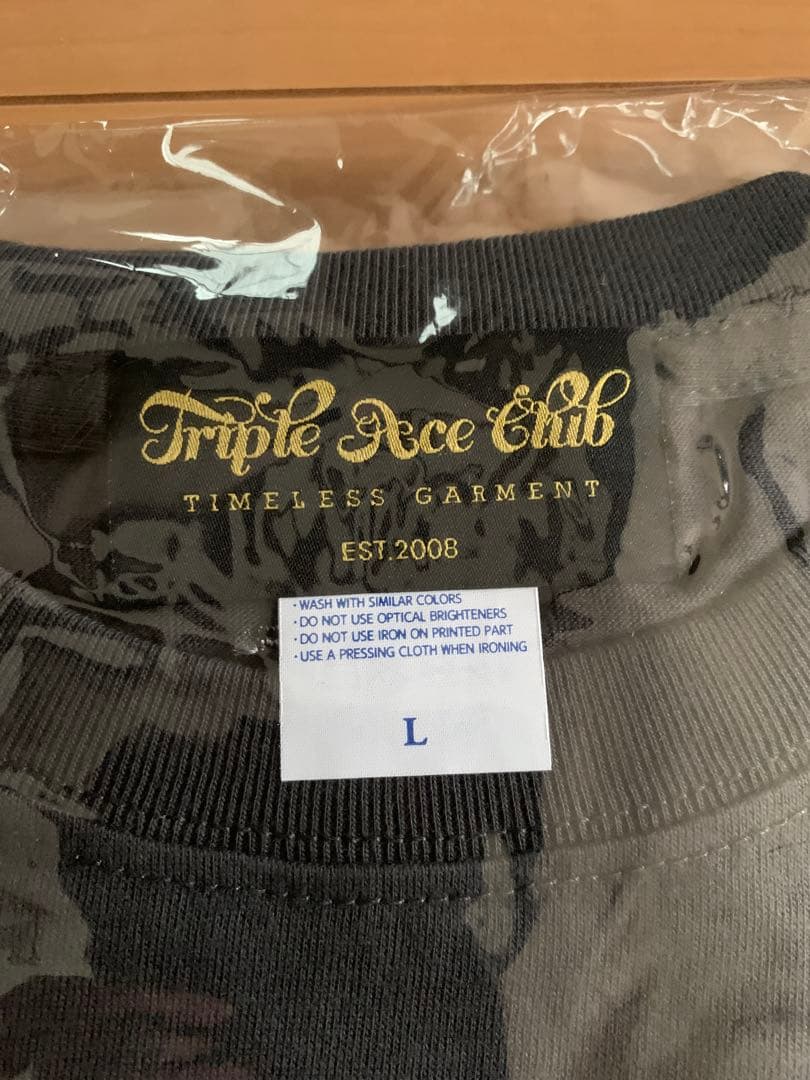 Triple Ace Club
TIMELESS GARMENT
EST.2008
· WASH WITH SIMILAR COLORS
· DO NOT USE OPTICAL BRIGHTENERS
· DO NOT USE IRON ON PRINTED PART
· USE A PRESSING CLOTH WHEN IRONING
L